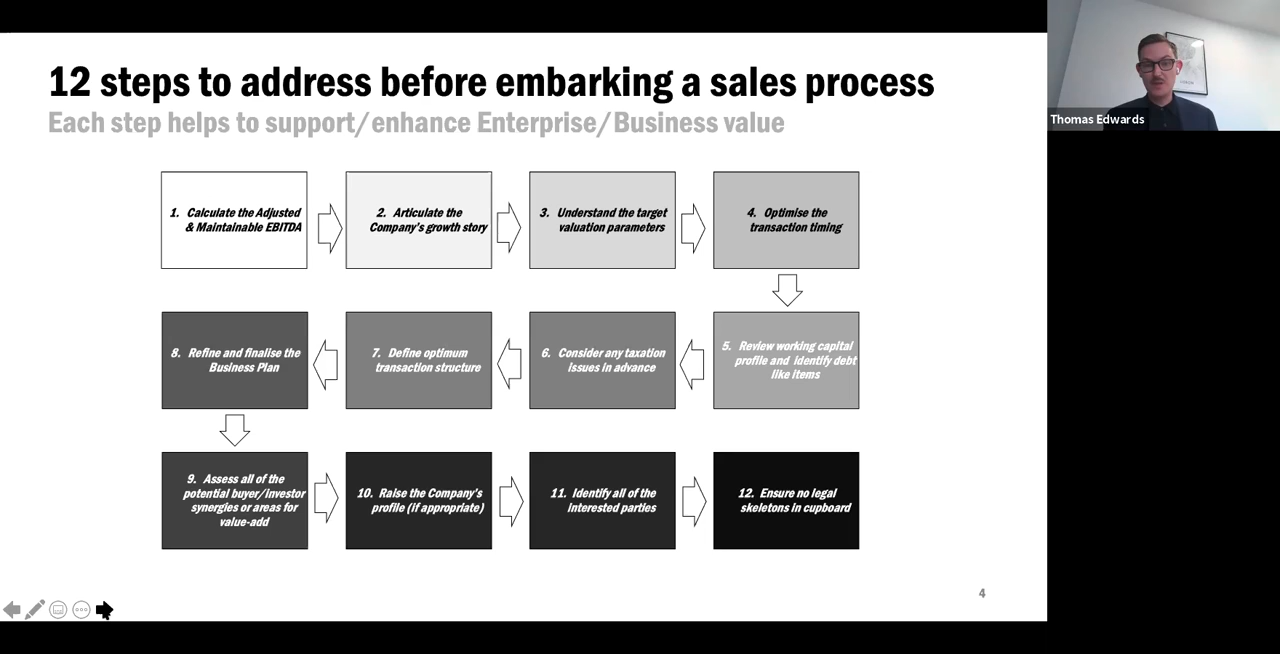 12 steps to address before embarking a sales process
Each step helps to support/enhance Enterprise/Business value
Thomas Edwards
1. Calculate the Adjusted
& Maintainable EBITDA
2. Articulate the
Company's growth story
3. Understand the target
valuation parameters
4. Optimise the
transaction timing
5. Review working capital
profile and identify debt
like items
6. Consider any taxation
issues in advance
7. Define optimum
transaction structure
8. Refine and finalise the
Business Plan
9. Assess all of the
potential buyer/investor
synergies or areas for
value-add
10. Raise the Company's
profile (if appropriate)
11. Identify all of the
interested parties
12. Ensure no legal
skeletons in cupboard
4